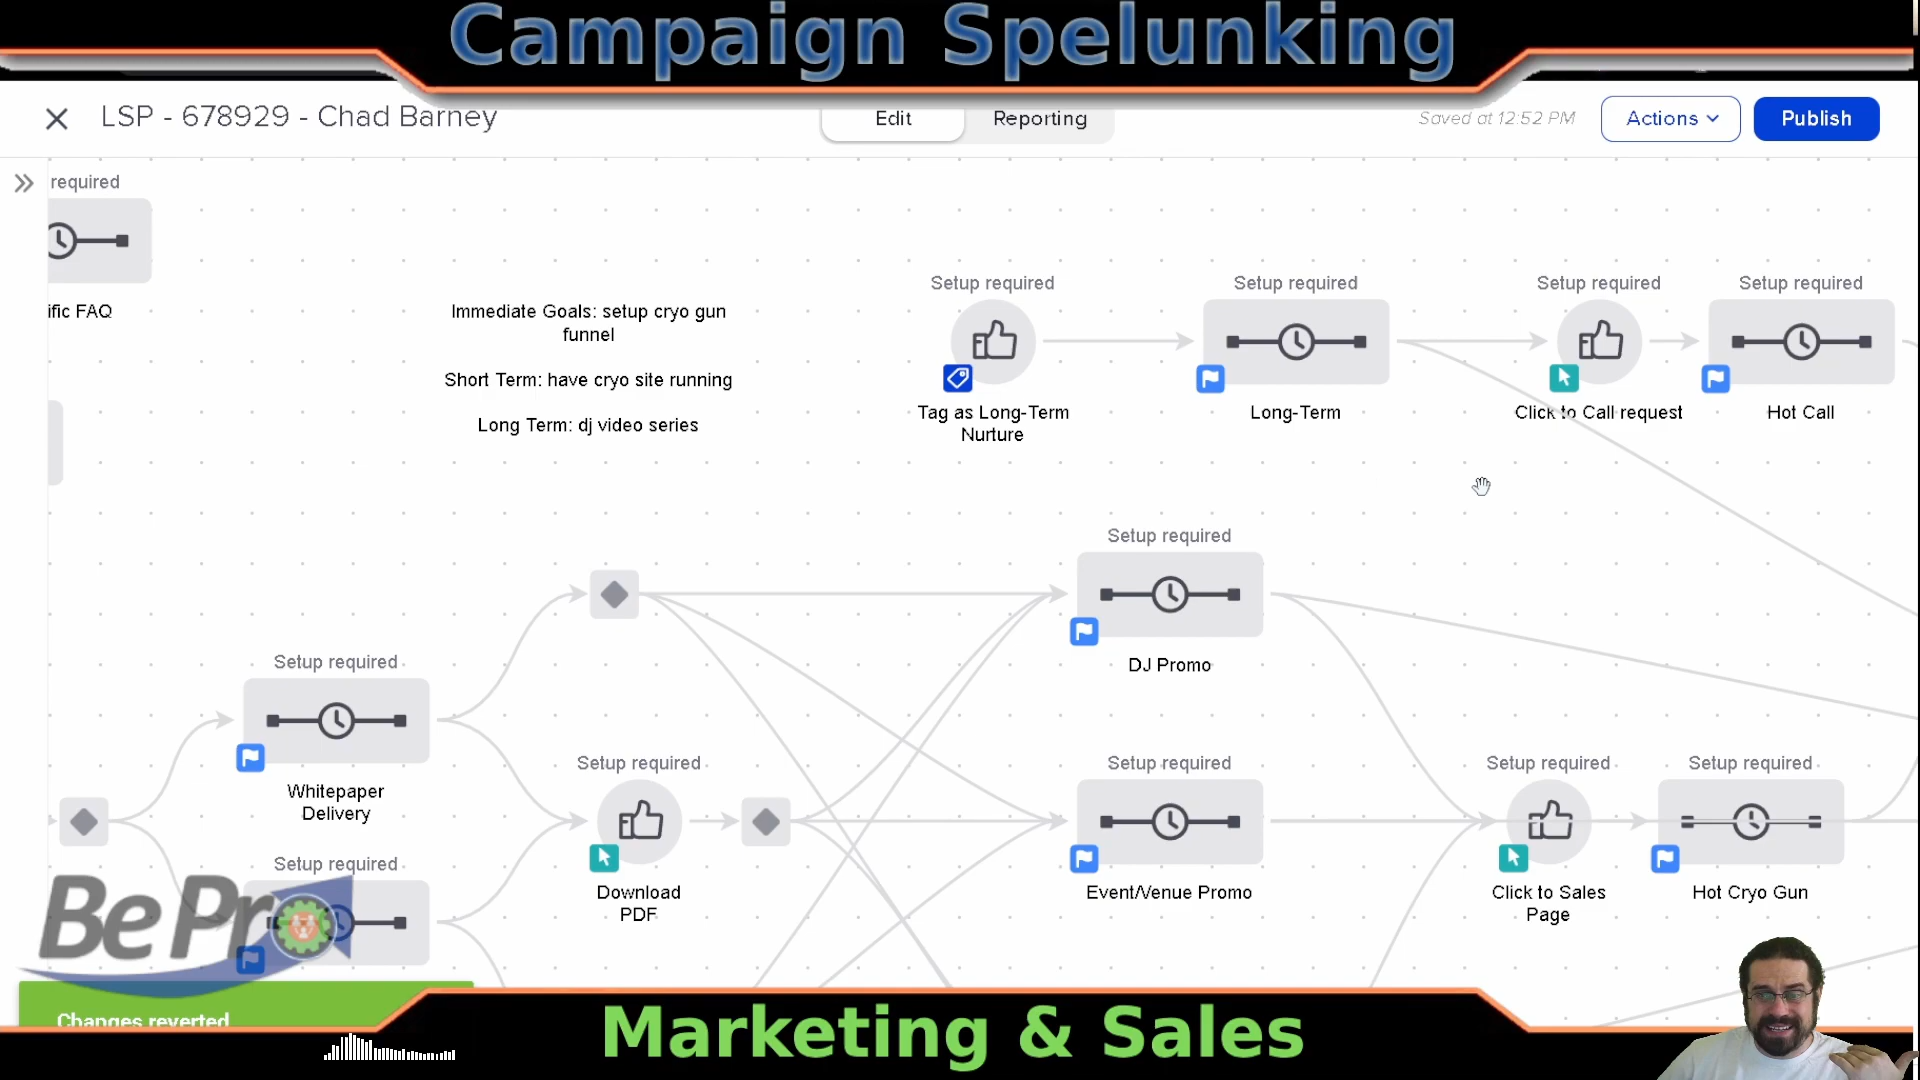 Campaign Spelunking
LSP - 678929 - Chad Barney
Edit
Reporting
Saved at 12:52 PM
Actions
Publish
required
ific FAQ
Immediate Goals: setup cryo gun
funnel
Short Term: have cryo site running
Long Term: dj video series
Setup required
Tag as Long-Term
Nurture
Setup required
Long-Term
Setup required
Click to Call request
Setup required
Hot Call
Setup required
DJ Promo
Setup required
Whitepaper
Delivery
Setup required
Download
PDF
Setup required
Event/Venue Promo
Setup required
Click to Sales
Page
Setup required
Hot Cryo Gun
Setup required
Be Pro
Changes reverted
Marketing & Sales